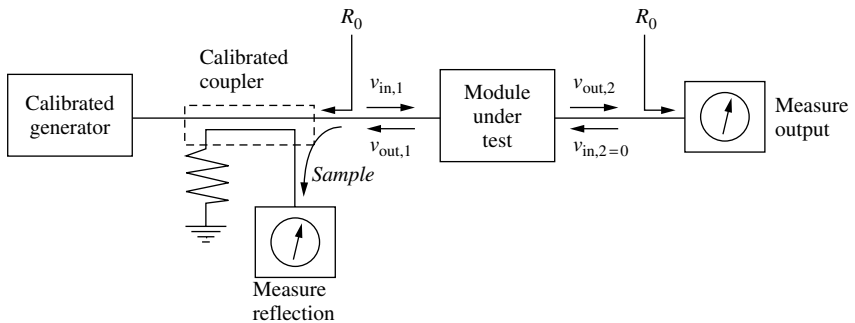 R0
R0
Calibrated
coupler
vin,1
vout,2
Calibrated
generator
Module
under
test
Measure
output
vout,1
vin,2=0
Sample
Measure
reflection